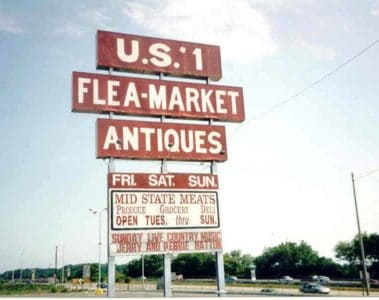 U.S. #1
FLEA-MARKET
ANTIQUES
FRI. SAT. SUN.
MID STATE MEATS
PRODUCE GROCERY DELI
OPEN TUES. thru SUN.
SUNDAY LIVE COUNTRY MUSIC
JERRY AND DEBBIE MATTON